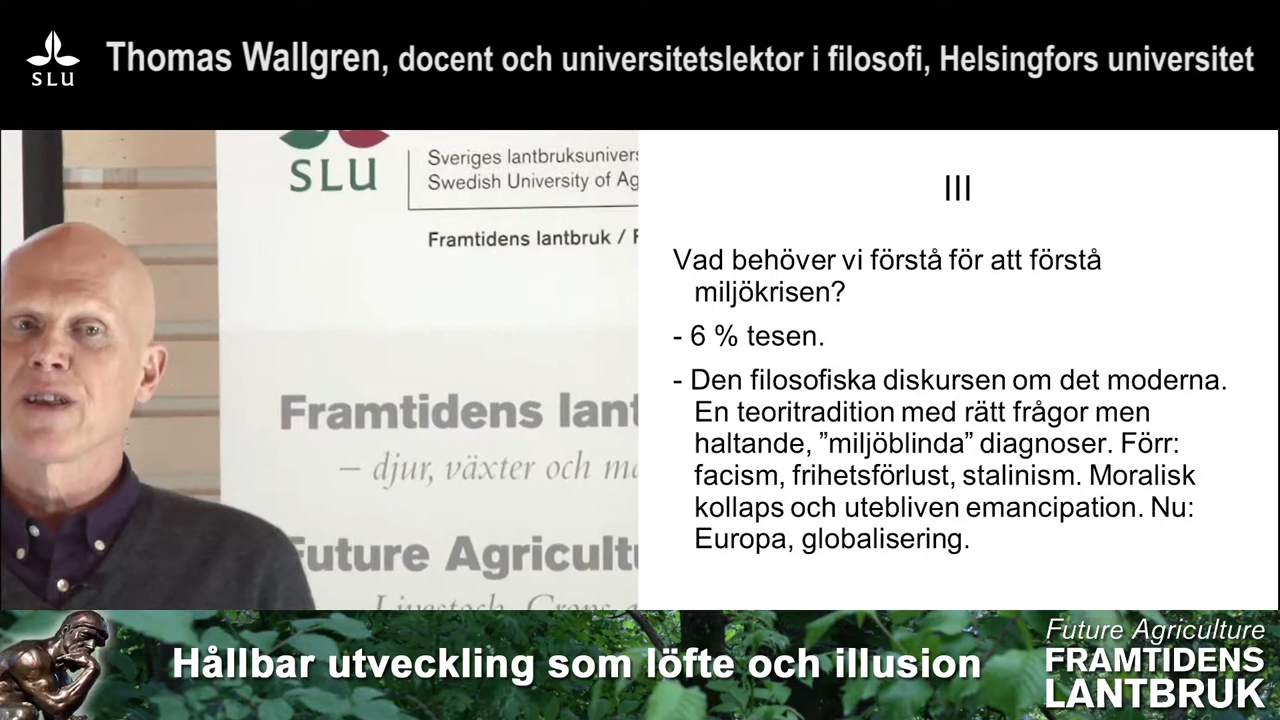 SLU
Thomas Wallgren, docent och universitetslektor i filosofi, Helsingfors universitet
SLU
Sveriges lantbruksunivers
Swedish University of Ag
Framtidens lantbruk / F
Framtidens lant
– djur, växter och ma
Future Agricultu
Livestock, Crops a
III
Vad behöver vi förstå för att förstå
miljökrisen?
- 6 % tesen.
- Den filosofiska diskursen om det moderna.
En teoritradition med rätt frågor men
haltande, ”miljöblinda” diagnoser. Förr:
facism, frihetsförlust, stalinism. Moralisk
kollaps och utebliven emancipation. Nu:
Europa, globalisering.
Hållbar utveckling som löfte och illusion
Future Agriculture
FRAMTIDENS
LANTBRUK